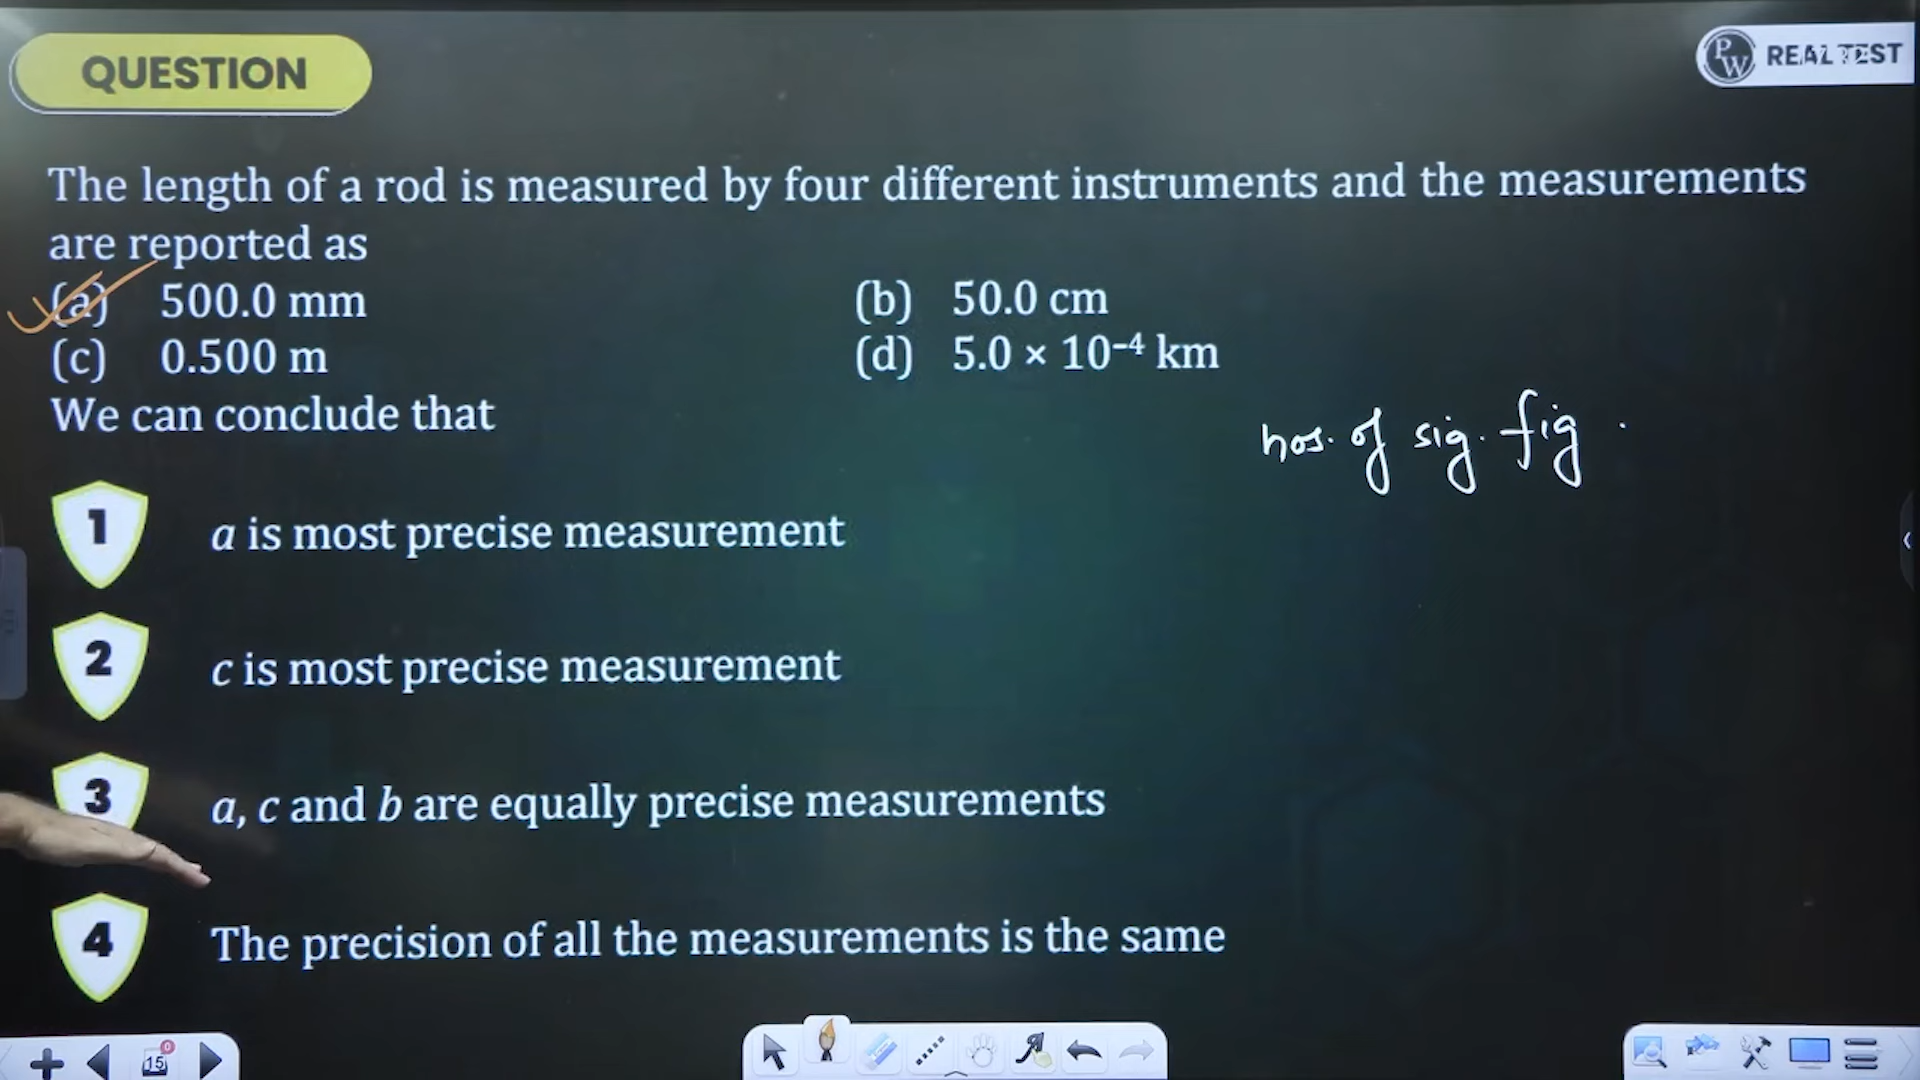 QUESTION
PW REAL TEST
The length of a rod is measured by four different instruments and the measurements
are reported as
(a) 500.0 mm (b) 50.0 cm
(c) 0.500 m (d) 5.0 × 10⁻⁴ km
We can conclude that
nos. of sig. fig.
1 a is most precise measurement
2 c is most precise measurement
3 a, c and b are equally precise measurements
4 The precision of all the measurements is the same
15 0